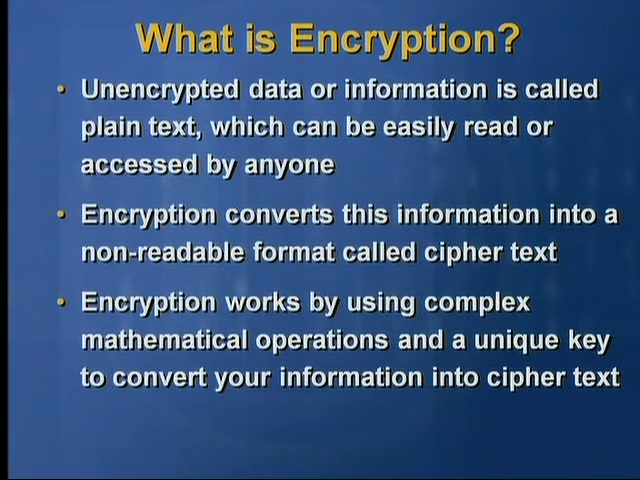 What is Encryption?
• Unencrypted data or information is called
plain text, which can be easily read or
accessed by anyone
• Encryption converts this information into a
non-readable format called cipher text
• Encryption works by using complex
mathematical operations and a unique key
to convert your information into cipher text